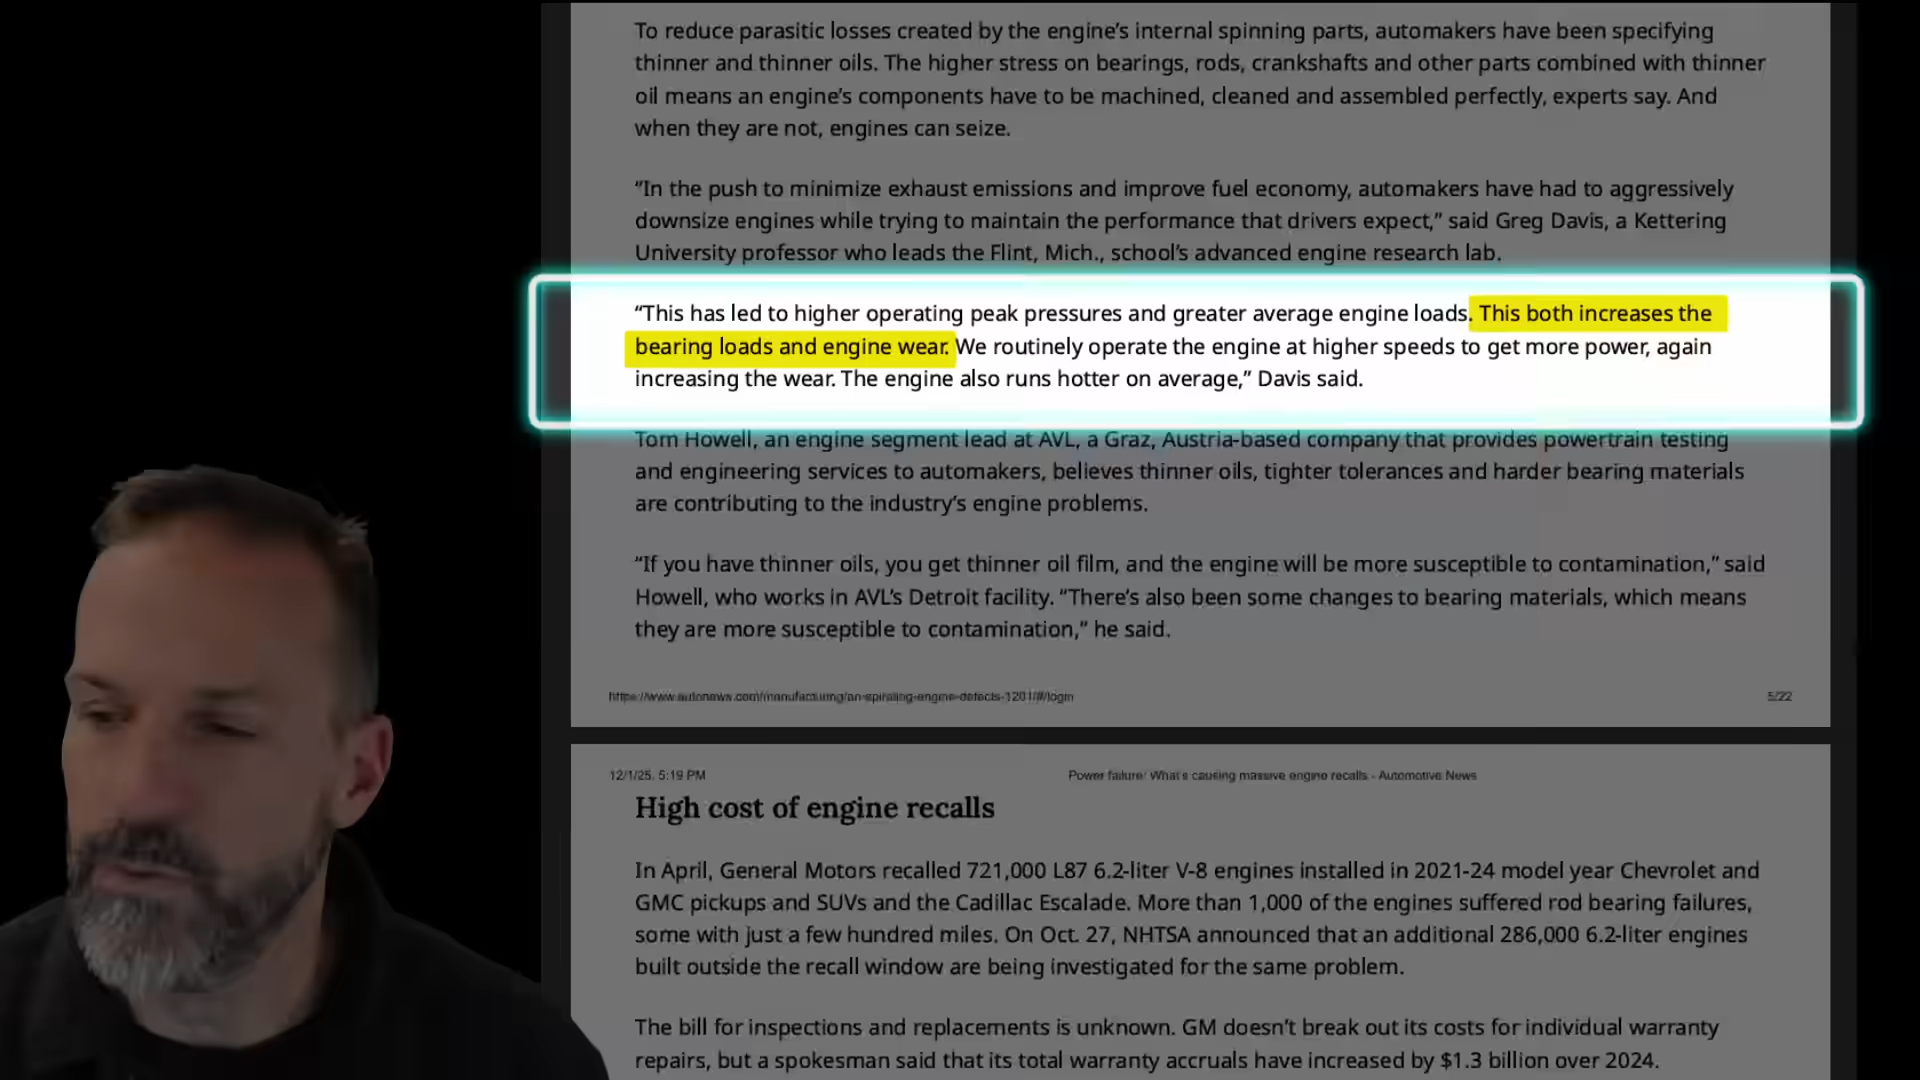 To reduce parasitic losses created by the engine’s internal spinning parts, automakers have been specifying
thinner and thinner oils. The higher stress on bearings, rods, crankshafts and other parts combined with thinner
oil means an engine’s components have to be machined, cleaned and assembled perfectly, experts say. And
when they are not, engines can seize.
“In the push to minimize exhaust emissions and improve fuel economy, automakers have had to aggressively
downsize engines while trying to maintain the performance that drivers expect,” said Greg Davis, a Kettering
University professor who leads the Flint, Mich., school’s advanced engine research lab.
“This has led to higher operating peak pressures and greater average engine loads. This both increases the
bearing loads and engine wear. We routinely operate the engine at higher speeds to get more power, again
increasing the wear. The engine also runs hotter on average,” Davis said.
Tom Howell, an engine segment lead at AVL, a Graz, Austria-based company that provides powertrain testing
and engineering services to automakers, believes thinner oils, tighter tolerances and harder bearing materials
are contributing to the industry’s engine problems.
“If you have thinner oils, you get thinner oil film, and the engine will be more susceptible to contamination,” said
Howell, who works in AVL’s Detroit facility. “There’s also been some changes to bearing materials, which means
they are more susceptible to contamination,” he said.
https://www.autonews.com/manufacturing/an-spiraling-engine-defects-1201/#/login 5/22
12/1/25, 5:19 PM Power failure: What's causing massive engine recalls - Automotive News
High cost of engine recalls
In April, General Motors recalled 721,000 L87 6.2-liter V-8 engines installed in 2021-24 model year Chevrolet and
GMC pickups and SUVs and the Cadillac Escalade. More than 1,000 of the engines suffered rod bearing failures,
some with just a few hundred miles. On Oct. 27, NHTSA announced that an additional 286,000 6.2-liter engines
built outside the recall window are being investigated for the same problem.
The bill for inspections and replacements is unknown. GM doesn’t break out its costs for individual warranty
repairs, but a spokesman said that its total warranty accruals have increased by $1.3 billion over 2024.